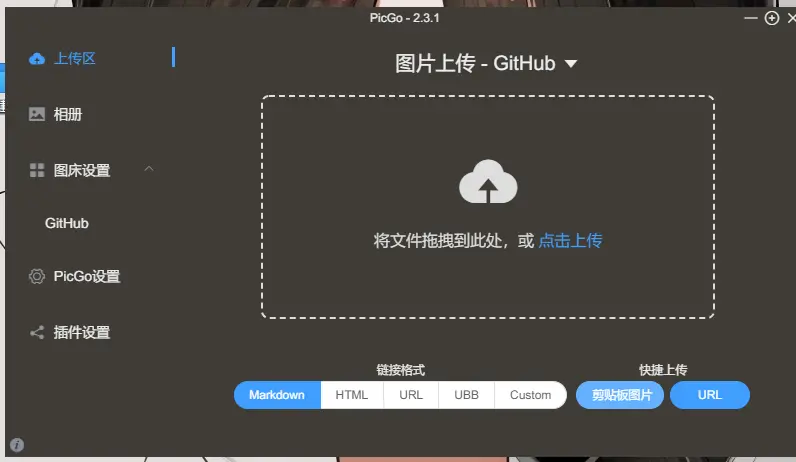 PicGo - 2.3.1
上传区
相册
图床设置
GitHub
PicGo设置
插件设置
图片上传 - GitHub
将文件拖拽到此处，或 点击上传
链接格式
Markdown HTML URL UBB Custom
快捷上传
剪贴板图片 URL